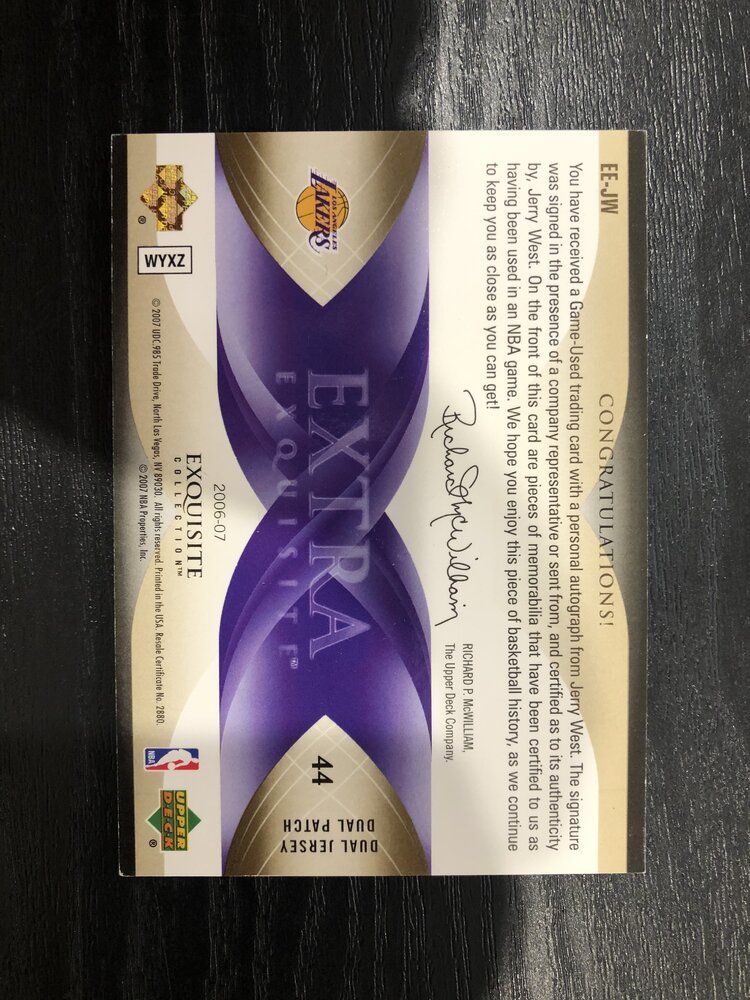 EE-JW
CONGRATULATIONS!
You have received a Game-Used trading card with a personal autograph from Jerry West. The signature
was signed in the presence of a company representative or sent from, and certified as to its authenticity
by, Jerry West. On the front of this card are pieces of memorabilia that have been certified to us as
having been used in an NBA game. We hope you enjoy this piece of basketball history, as we continue
to keep you as close as you can get!
Richard P. McWilliam
RICHARD P. McWILLIAM,
The Upper Deck Company.
LOS ANGELES
LAKERS
EXTRA
EXQUISITE™
44
DUAL JERSEY
DUAL PATCH
2006-07
EXQUISITE
COLLECTION™
®
WYXZ
© 2007 UDC. 985 Trade Drive, North Las Vegas, NV 89030. All rights reserved. Printed in the USA. Resale Certificate No. 2880.
© 2007 NBA Properties, Inc.
NBA
UPPER
DECK
®